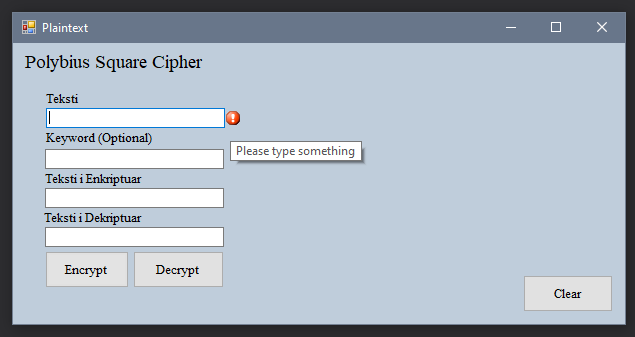 Plaintext
Polybius Square Cipher
Teksti
Keyword (Optional)
Please type something
Teksti i Enkriptuar
Teksti i Dekriptuar
Encrypt Decrypt
Clear